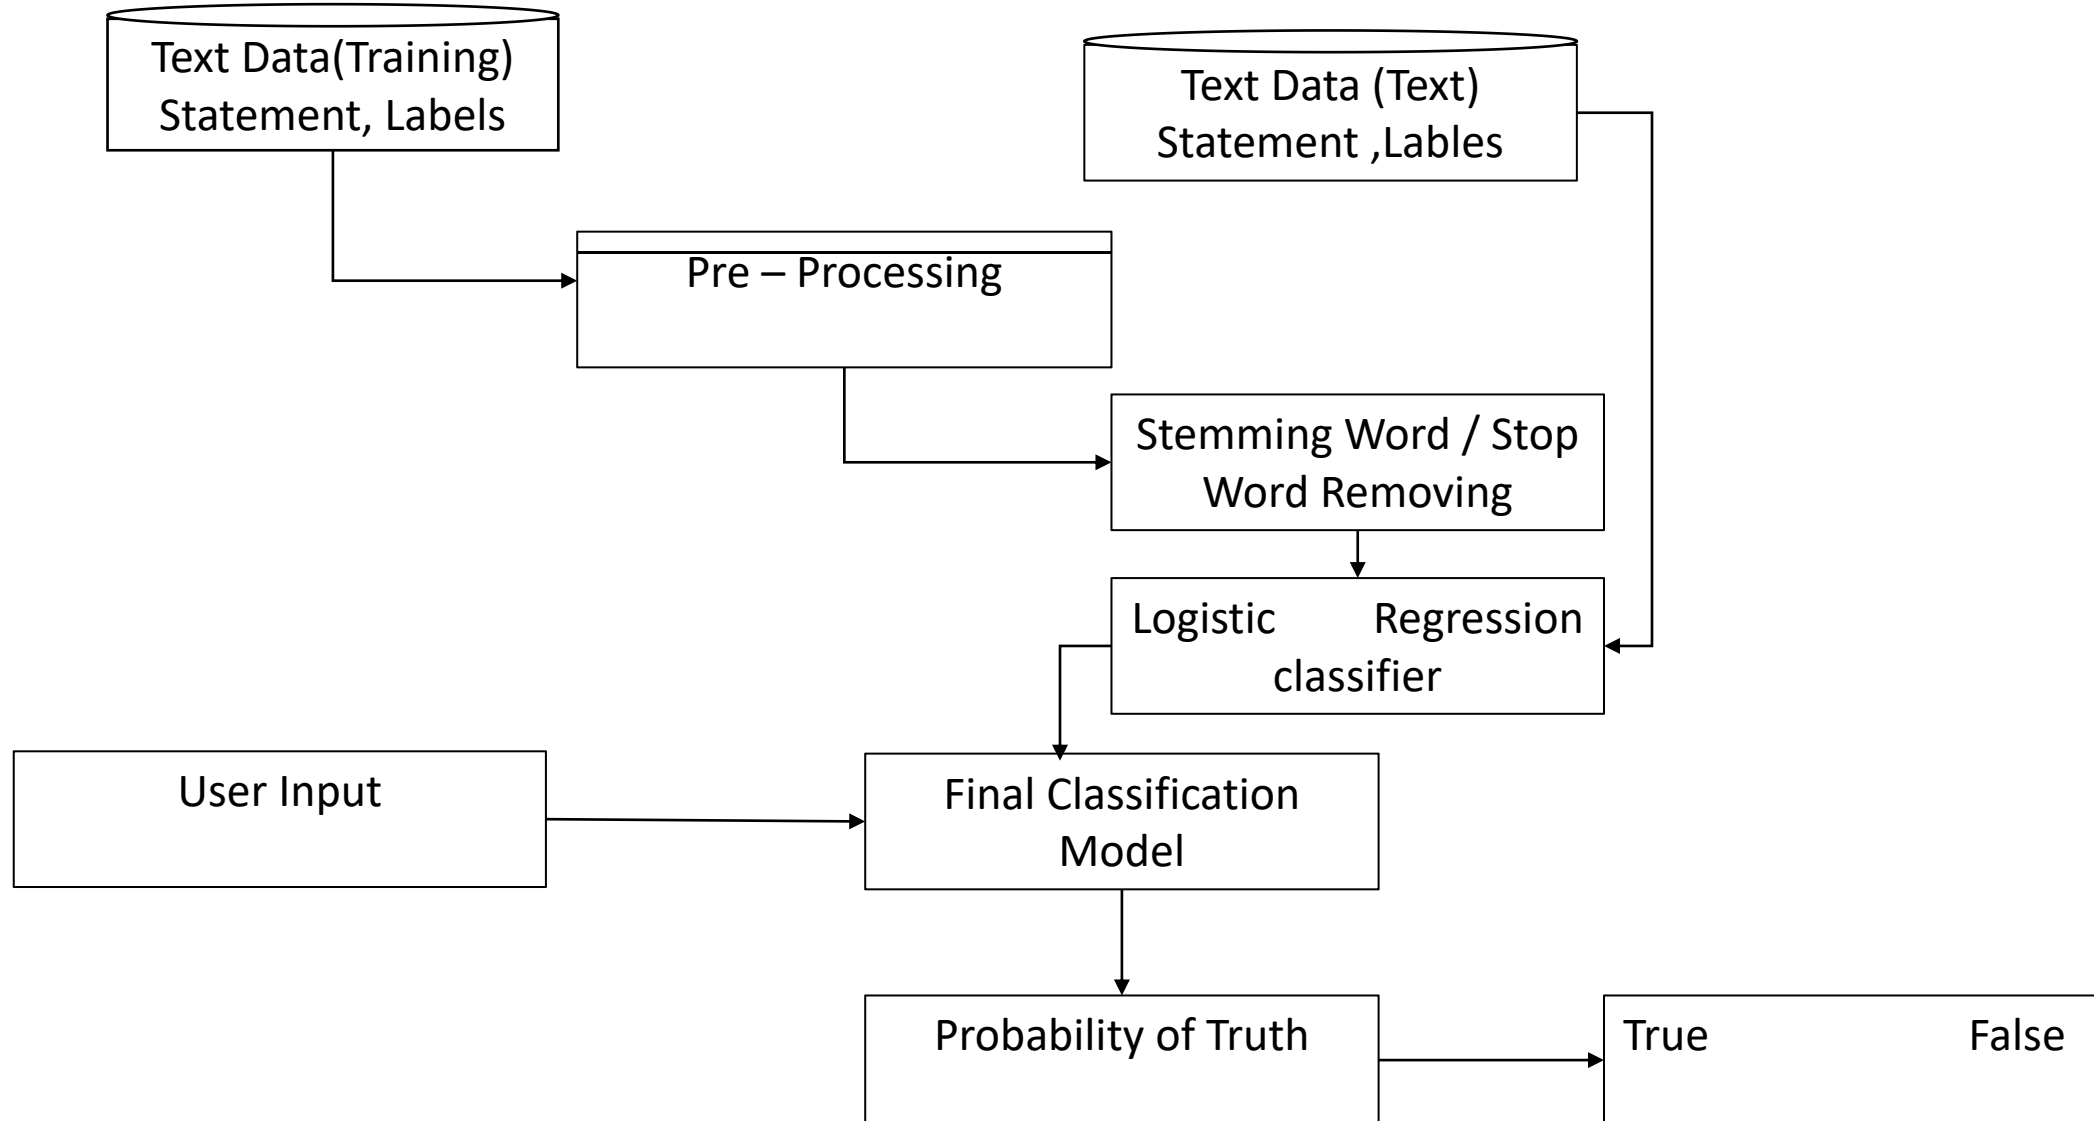 Text Data(Training)
Statement, Labels
Text Data (Text)
Statement ,Lables
Pre – Processing
Stemming Word / Stop
Word Removing
Logistic Regression
classifier
User Input
Final Classification
Model
Probability of Truth
True False